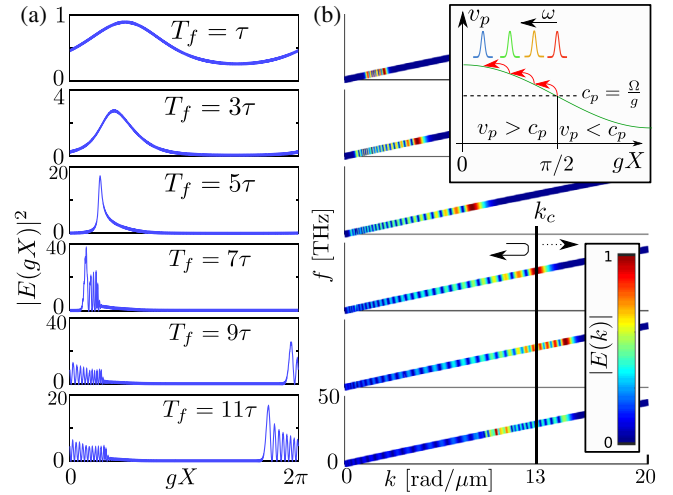 (a)
1
0
T_f = τ
4
0
T_f = 3τ
20
0
T_f = 5τ
40
0
T_f = 7τ
40
0
T_f = 9τ
20
0
T_f = 11τ
|E(gX)|²
0
gX
2π
(b)
v_p
ω
c_p = Ω/g
v_p > c_p
v_p < c_p
0
π/2
gX
k_c
f [THz]
50
0
1
0
|E(k)|
0
k [rad/μm]
13
20